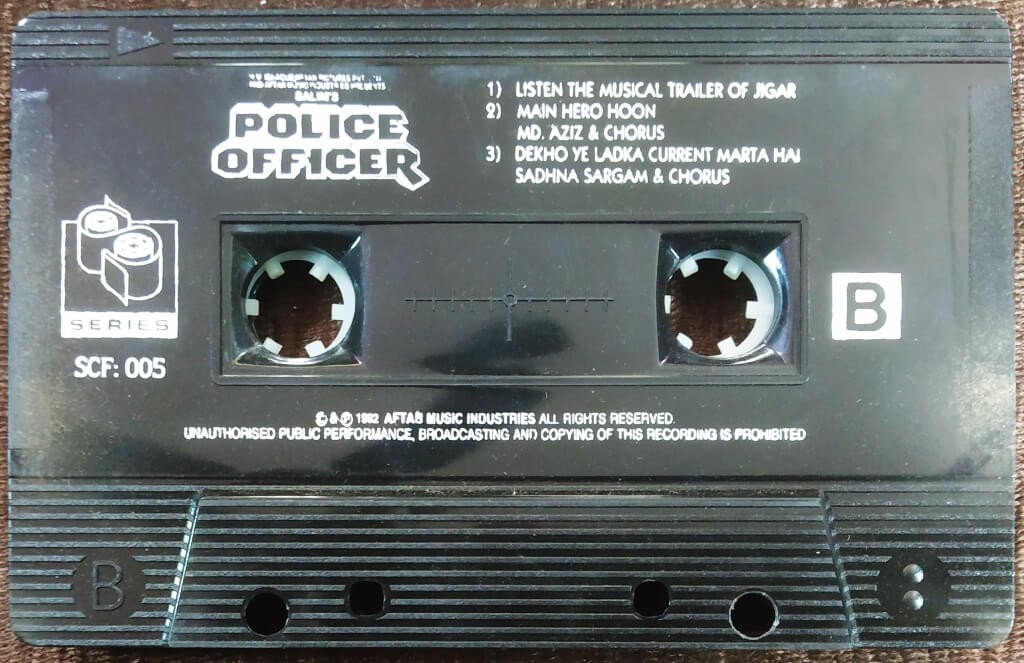 SALIM'S
POLICE
OFFICER
1) LISTEN THE MUSICAL TRAILER OF JIGAR
2) MAIN HERO HOON
MD. AZIZ & CHORUS
3) DEKHO YE LADKA CURRENT MARTA HAI
SADHNA SARGAM & CHORUS
SERIES
SCF: 005
B
© & ℗ 1992 AFTAB MUSIC INDUSTRIES ALL RIGHTS RESERVED.
UNAUTHORISED PUBLIC PERFORMANCE, BROADCASTING AND COPYING OF THIS RECORDING IS PROHIBITED
B